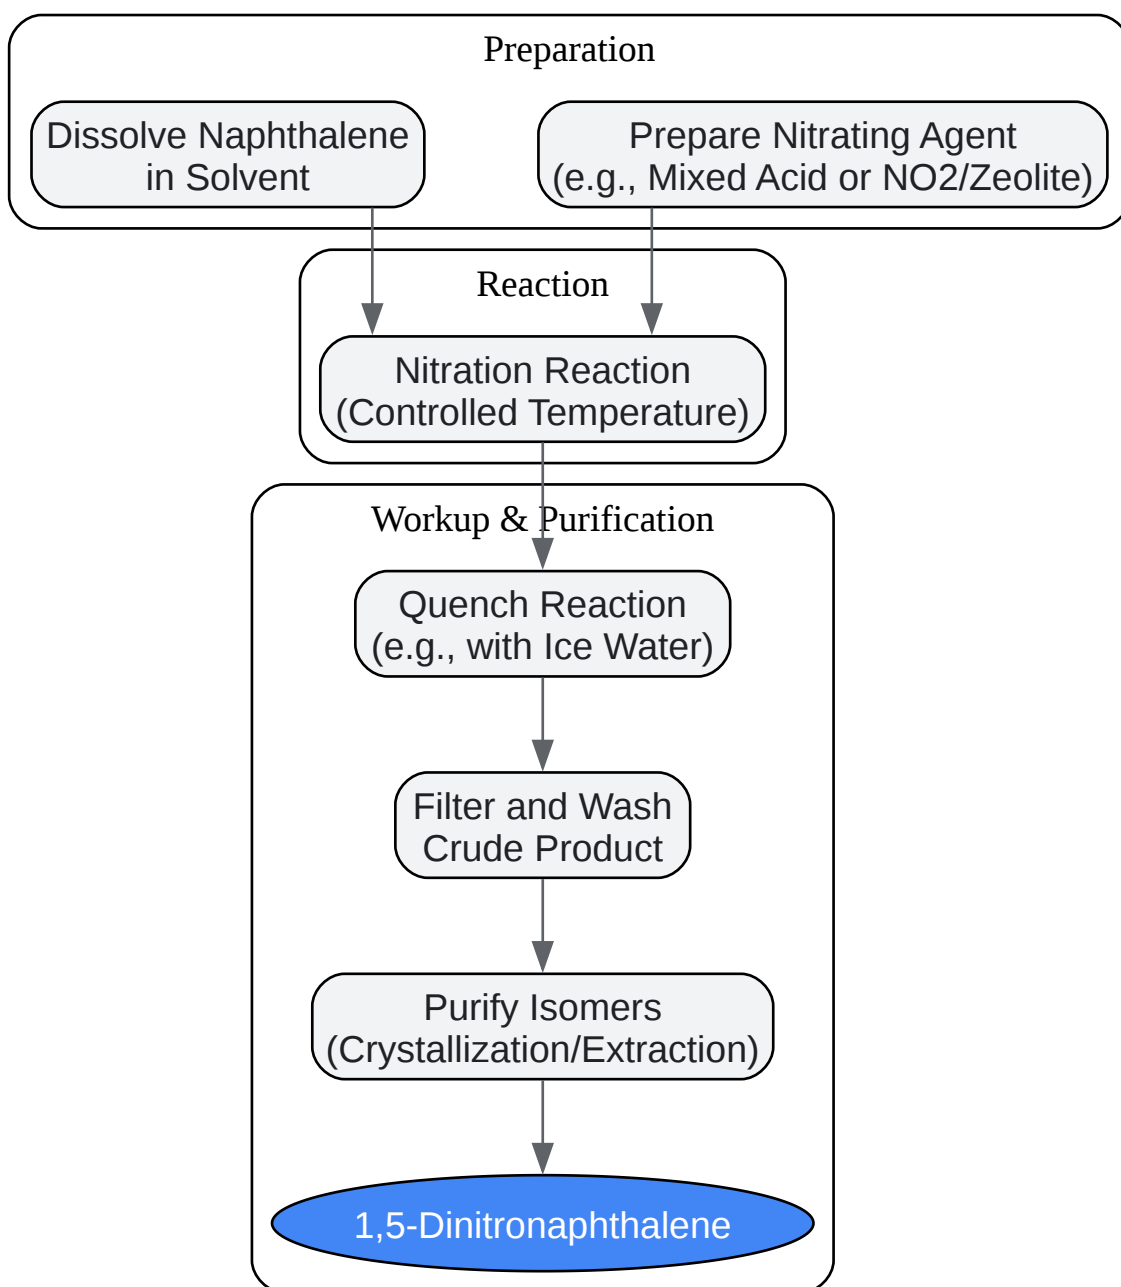 Preparation
Dissolve Naphthalene
in Solvent
Prepare Nitrating Agent
(e.g., Mixed Acid or NO2/Zeolite)
Reaction
Nitration Reaction
(Controlled Temperature)
Workup & Purification
Quench Reaction
(e.g., with Ice Water)
Filter and Wash
Crude Product
Purify Isomers
(Crystallization/Extraction)
1,5-Dinitronaphthalene